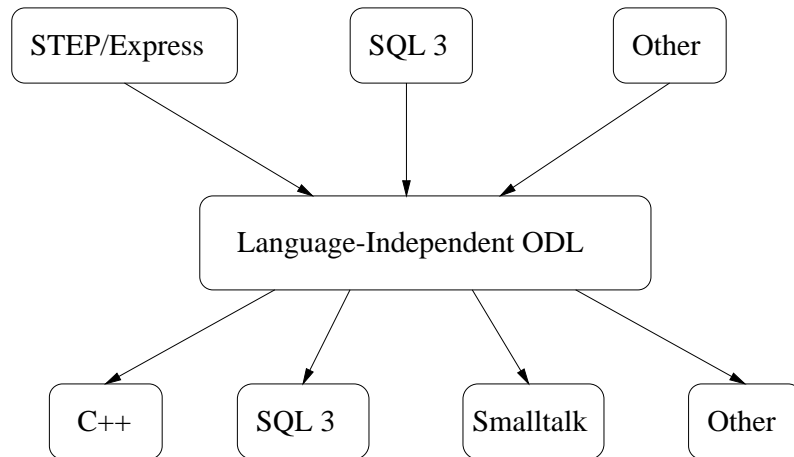 STEP/Express
SQL 3
Other
Language-Independent ODL
C++
SQL 3
Smalltalk
Other